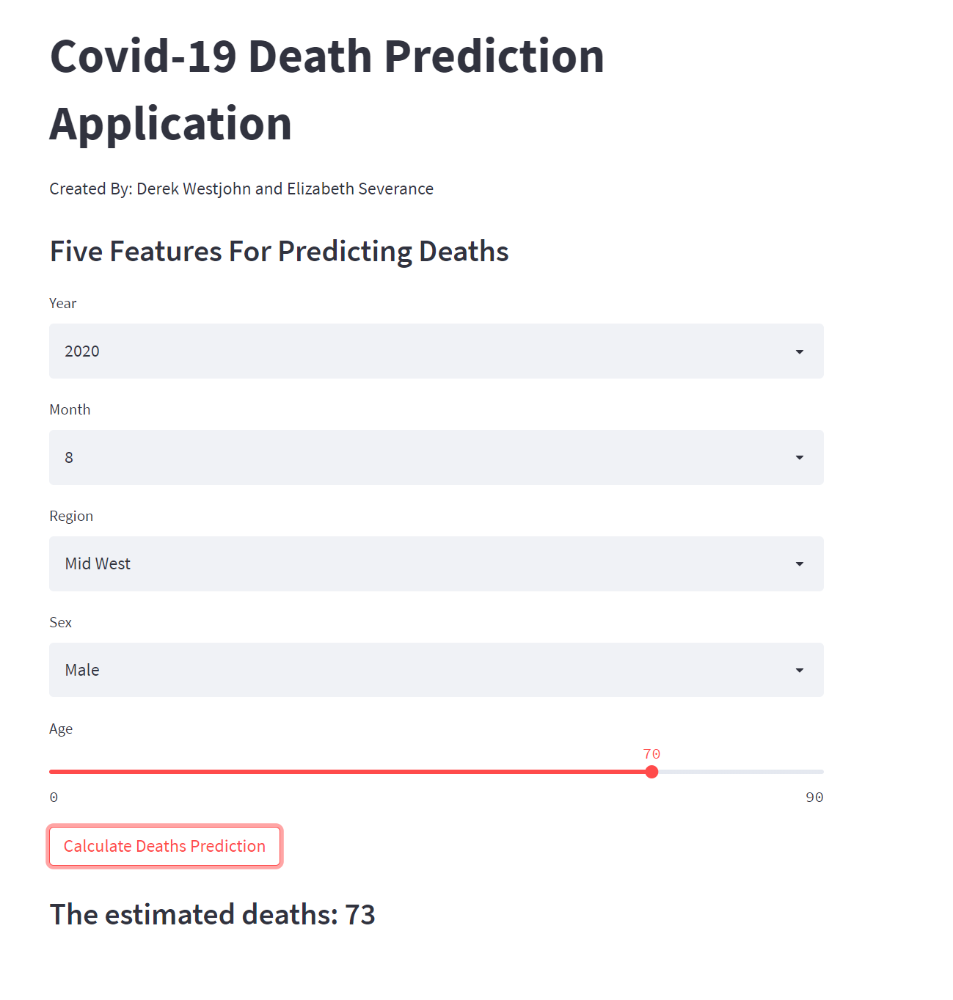 Covid-19 Death Prediction
Application
Created By: Derek Westjohn and Elizabeth Severance
Five Features For Predicting Deaths
Year
2020
Month
8
Region
Mid West
Sex
Male
Age
70
0 90
Calculate Deaths Prediction
The estimated deaths: 73